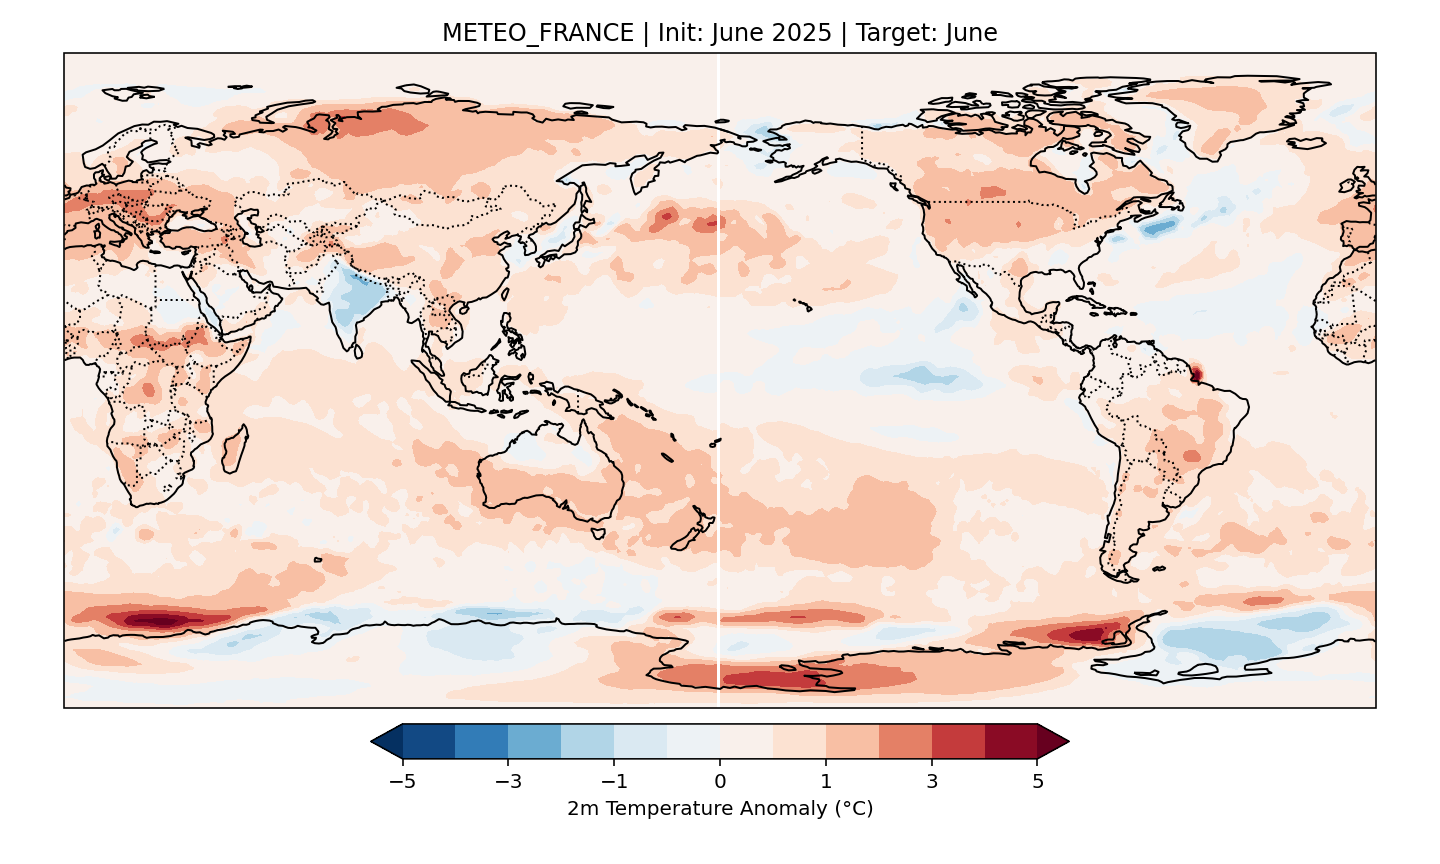 METEO_FRANCE | Init: June 2025 | Target: June
−5 −3 −1 0 1 3 5
2m Temperature Anomaly (°C)